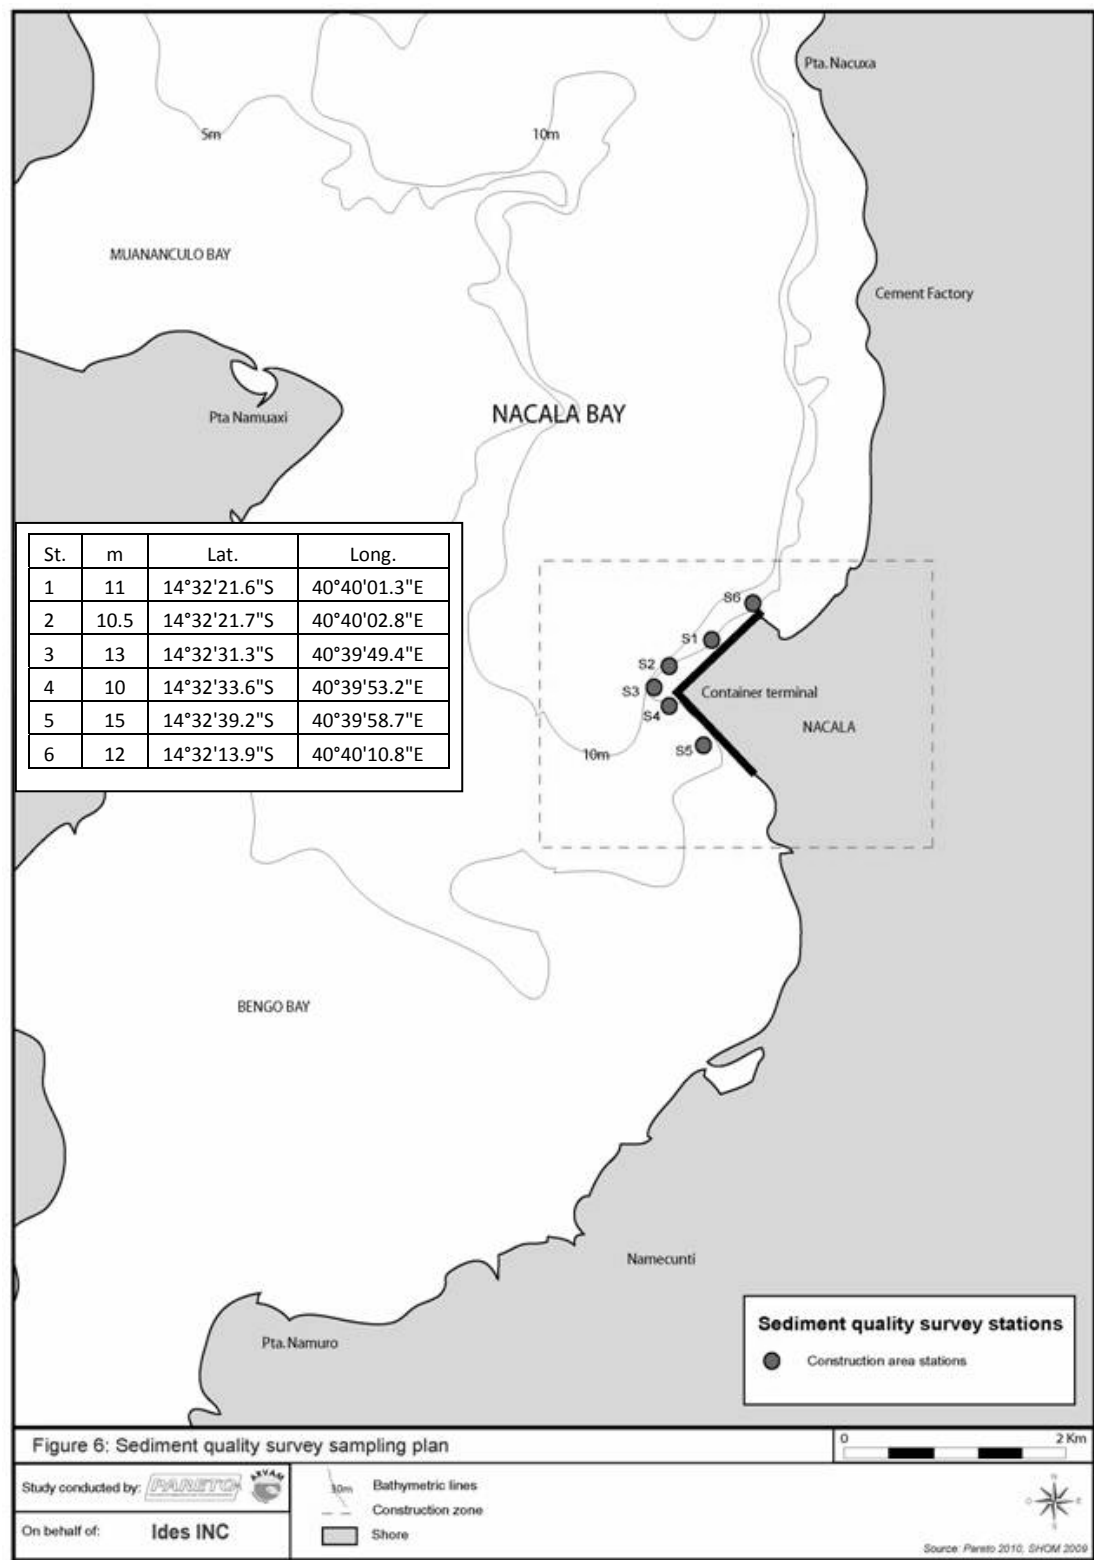 Pta. Nacuxa
5m
10m
MUANANCULO BAY
Cement Factory
Pta Namuaxi
NACALA BAY
St. m Lat. Long.
1 11 14°32'21.6"S 40°40'01.3"E
2 10.5 14°32'21.7"S 40°40'02.8"E
3 13 14°32'31.3"S 40°39'49.4"E
4 10 14°32'33.6"S 40°39'53.2"E
5 15 14°32'39.2"S 40°39'58.7"E
6 12 14°32'13.9"S 40°40'10.8"E
S6
S1
S2
S3
S4
S5
Container terminal
NACALA
10m
BENGO BAY
Namecunti
Pta. Namuro
Sediment quality survey stations
Construction area stations
Figure 6: Sediment quality survey sampling plan
0 2 Km
Study conducted by: PARETO ARVAM
On behalf of: Ides INC
10m Bathymetric lines
Construction zone
Shore
Source: Pareto 2010, SHOM 2009